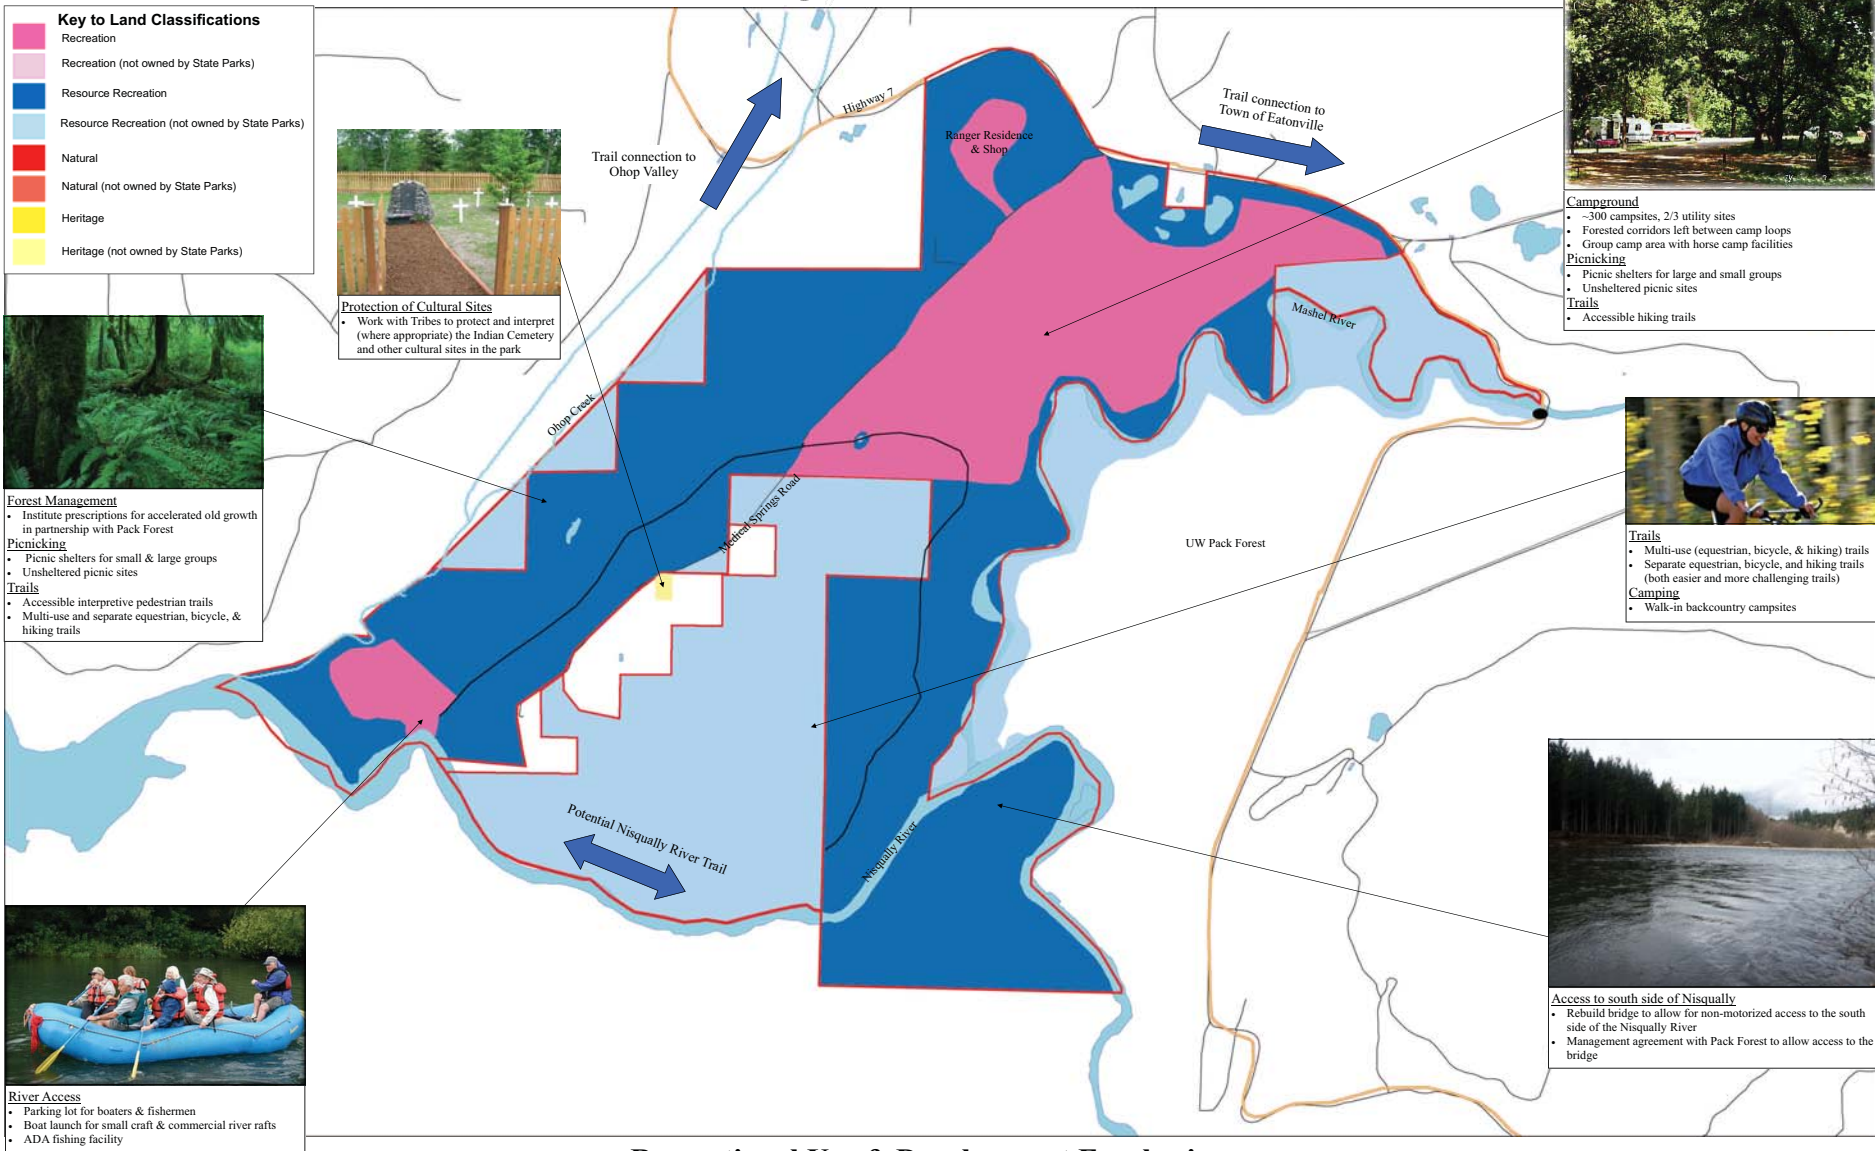 Key to Land Classifications
Recreation
Recreation (not owned by State Parks)
Resource Recreation
Resource Recreation (not owned by State Parks)
Natural
Natural (not owned by State Parks)
Heritage
Heritage (not owned by State Parks)
Highway 7
Trail connection to
Ohop Valley
Ranger Residence
& Shop
Trail connection to
Town of Eatonville
Campground
• ~300 campsites, 2/3 utility sites
• Forested corridors left between camp loops
• Group camp area with horse camp facilities
Picnicking
• Picnic shelters for large and small groups
• Unsheltered picnic sites
Trails
• Accessible hiking trails
Protection of Cultural Sites
• Work with Tribes to protect and interpret
(where appropriate) the Indian Cemetery
and other cultural sites in the park
Mashel River
Ohop Creek
Medical Springs Road
UW Pack Forest
Forest Management
• Institute prescriptions for accelerated old growth
in partnership with Pack Forest
Picnicking
• Picnic shelters for small & large groups
• Unsheltered picnic sites
Trails
• Accessible interpretive pedestrian trails
• Multi-use and separate equestrian, bicycle, &
hiking trails
Trails
• Multi-use (equestrian, bicycle, & hiking) trails
• Separate equestrian, bicycle, and hiking trails
(both easier and more challenging trails)
Camping
• Walk-in backcountry campsites
Potential Nisqually River Trail
Nisqually River
Access to south side of Nisqually
• Rebuild bridge to allow for non-motorized access to the south
side of the Nisqually River
• Management agreement with Pack Forest to allow access to the
bridge
River Access
• Parking lot for boaters & fishermen
• Boat launch for small craft & commercial river rafts
• ADA fishing facility